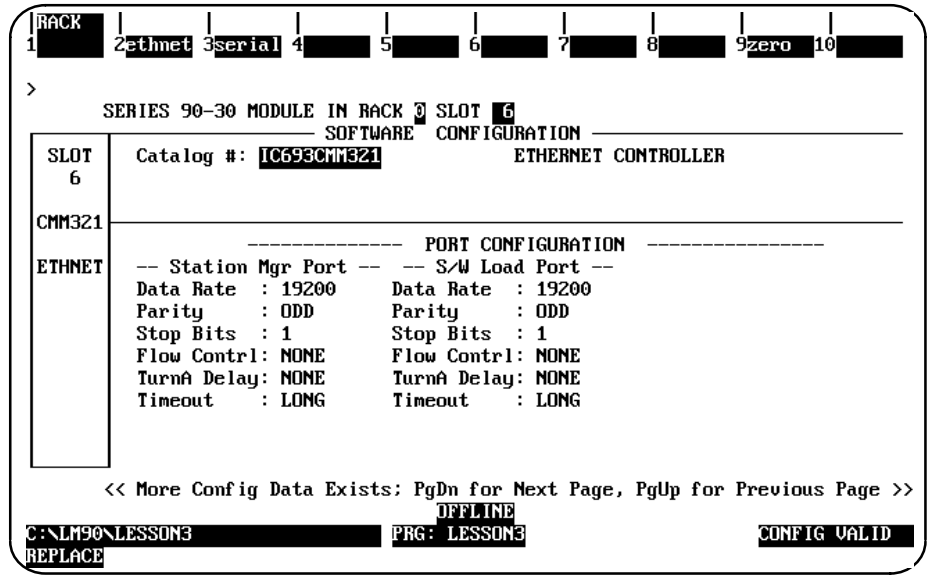 RACK
1 2ethnet 3serial 4 5 6 7 8 9zero 10
>
SERIES 90-30 MODULE IN RACK 0 SLOT 6
SOFTWARE CONFIGURATION
SLOT Catalog #: IC693CMM321 ETHERNET CONTROLLER
6
CMM321
-------------- PORT CONFIGURATION ----------------
ETHNET -- Station Mgr Port -- -- S/W Load Port --
Data Rate : 19200 Data Rate : 19200
Parity : ODD Parity : ODD
Stop Bits : 1 Stop Bits : 1
Flow Contrl: NONE Flow Contrl: NONE
TurnA Delay: NONE TurnA Delay: NONE
Timeout : LONG Timeout : LONG
<< More Config Data Exists; PgDn for Next Page, PgUp for Previous Page >>
OFFLINE
C:\LM90\LESSON3 PRG: LESSON3 CONFIG VALID
REPLACE